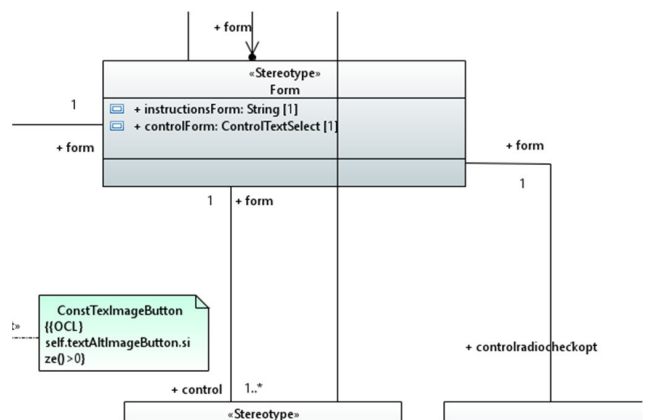 + form
«Stereotype»
Form
+ instructionsForm: String [1]
+ controlForm: ControlTextSelect [1]
1
+ form
+ form
1
1
+ form
ConstTexImageButton
{{OCL}
self.textAltImageButton.si
ze()>0}
t»
+ controlradiocheckopt
+ control
1..*
«Stereotype»